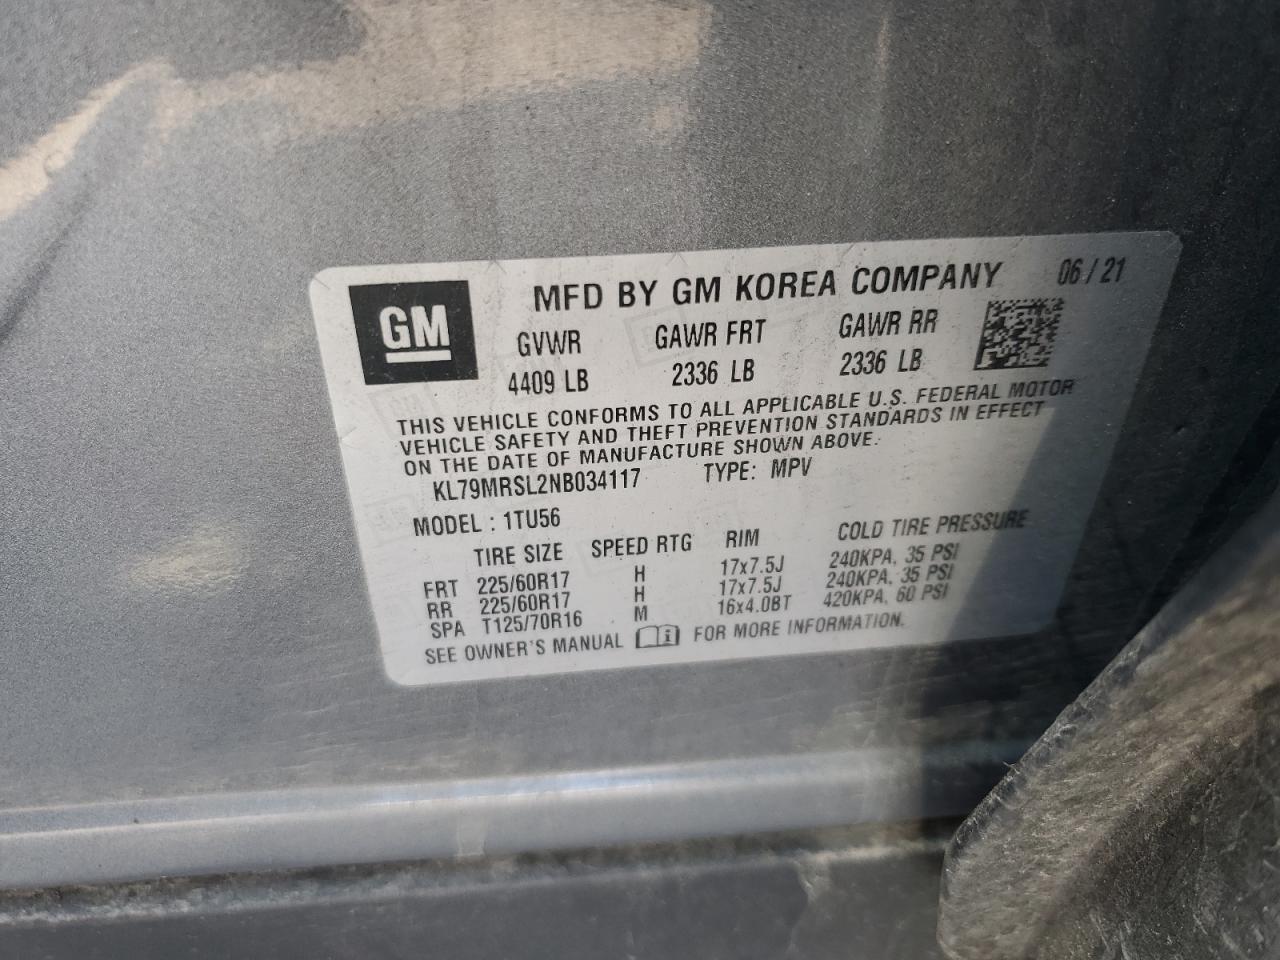 GM
MFD BY GM KOREA COMPANY 06 / 21
GVWR GAWR FRT GAWR RR
4409 LB 2336 LB 2336 LB
THIS VEHICLE CONFORMS TO ALL APPLICABLE U.S. FEDERAL MOTOR
VEHICLE SAFETY AND THEFT PREVENTION STANDARDS IN EFFECT
ON THE DATE OF MANUFACTURE SHOWN ABOVE.
KL79MRSL2NB034117 TYPE: MPV
MODEL : 1TU56
TIRE SIZE SPEED RTG RIM COLD TIRE PRESSURE
FRT 225/60R17 H 17x7.5J 240KPA, 35 PSI
RR 225/60R17 H 17x7.5J 240KPA, 35 PSI
SPA T125/70R16 M 16x4.0BT 420KPA, 60 PSI
SEE OWNER'S MANUAL i FOR MORE INFORMATION.